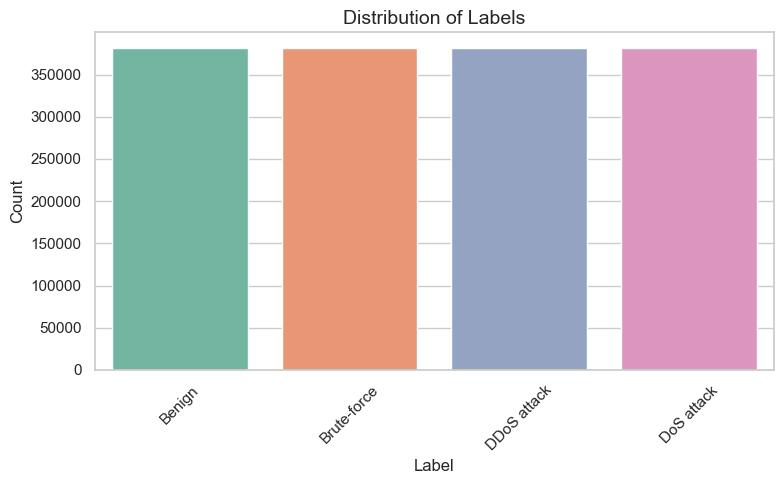 Distribution of Labels
Count
350000
300000
250000
200000
150000
100000
50000
0
Benign
Brute-force
DDoS attack
DoS attack
Label